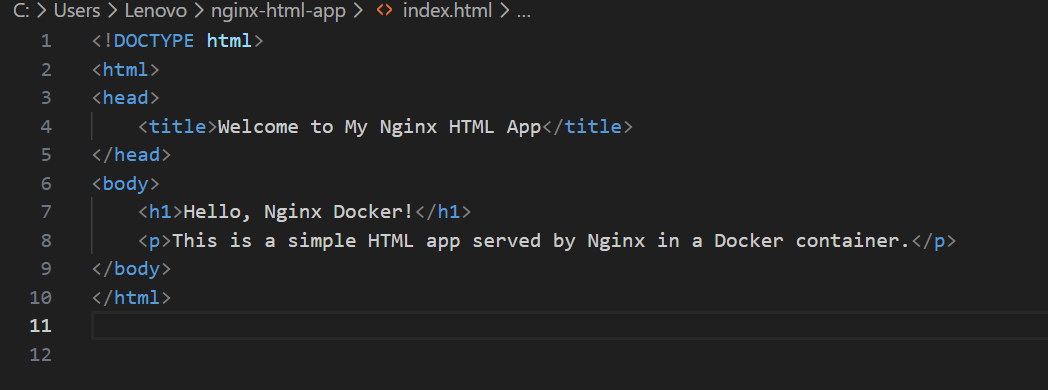 C: > Users > Lenovo > nginx-html-app > <> index.html > ...
1 <!DOCTYPE html>
2 <html>
3 <head>
4     <title>Welcome to My Nginx HTML App</title>
5 </head>
6 <body>
7     <h1>Hello, Nginx Docker!</h1>
8     <p>This is a simple HTML app served by Nginx in a Docker container.</p>
9 </body>
10 </html>
11
12